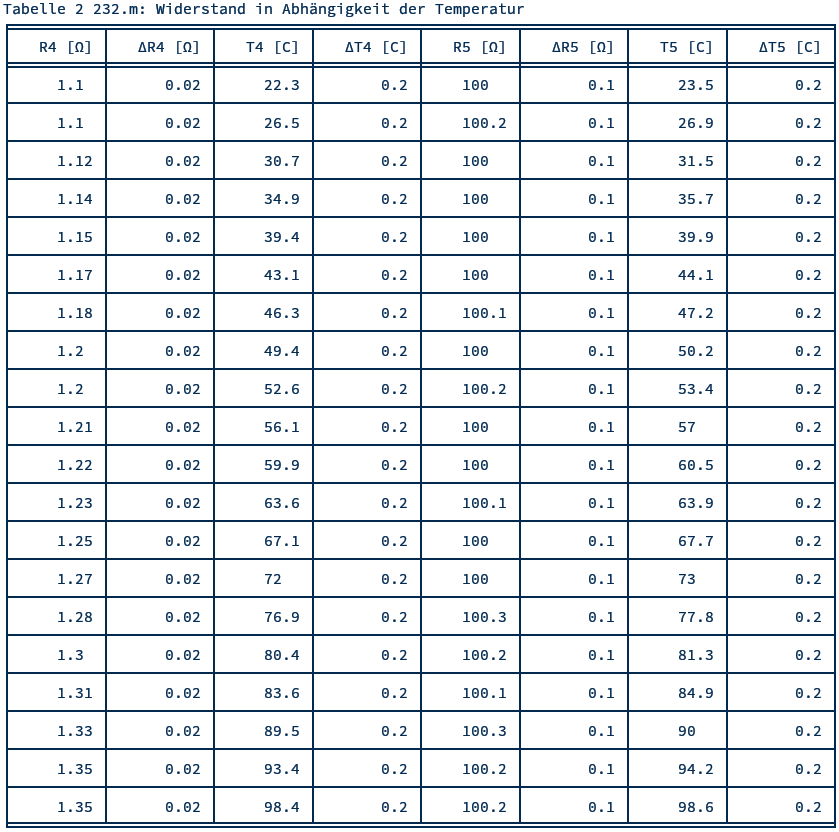 Tabelle 2 232.m: Widerstand in Abhängigkeit der Temperatur
R4 [Ω] ΔR4 [Ω] T4 [C] ΔT4 [C] R5 [Ω] ΔR5 [Ω] T5 [C] ΔT5 [C]
1.1 0.02 22.3 0.2 100 0.1 23.5 0.2
1.1 0.02 26.5 0.2 100.2 0.1 26.9 0.2
1.12 0.02 30.7 0.2 100 0.1 31.5 0.2
1.14 0.02 34.9 0.2 100 0.1 35.7 0.2
1.15 0.02 39.4 0.2 100 0.1 39.9 0.2
1.17 0.02 43.1 0.2 100 0.1 44.1 0.2
1.18 0.02 46.3 0.2 100.1 0.1 47.2 0.2
1.2 0.02 49.4 0.2 100 0.1 50.2 0.2
1.2 0.02 52.6 0.2 100.2 0.1 53.4 0.2
1.21 0.02 56.1 0.2 100 0.1 57 0.2
1.22 0.02 59.9 0.2 100 0.1 60.5 0.2
1.23 0.02 63.6 0.2 100.1 0.1 63.9 0.2
1.25 0.02 67.1 0.2 100 0.1 67.7 0.2
1.27 0.02 72 0.2 100 0.1 73 0.2
1.28 0.02 76.9 0.2 100.3 0.1 77.8 0.2
1.3 0.02 80.4 0.2 100.2 0.1 81.3 0.2
1.31 0.02 83.6 0.2 100.1 0.1 84.9 0.2
1.33 0.02 89.5 0.2 100.3 0.1 90 0.2
1.35 0.02 93.4 0.2 100.2 0.1 94.2 0.2
1.35 0.02 98.4 0.2 100.2 0.1 98.6 0.2